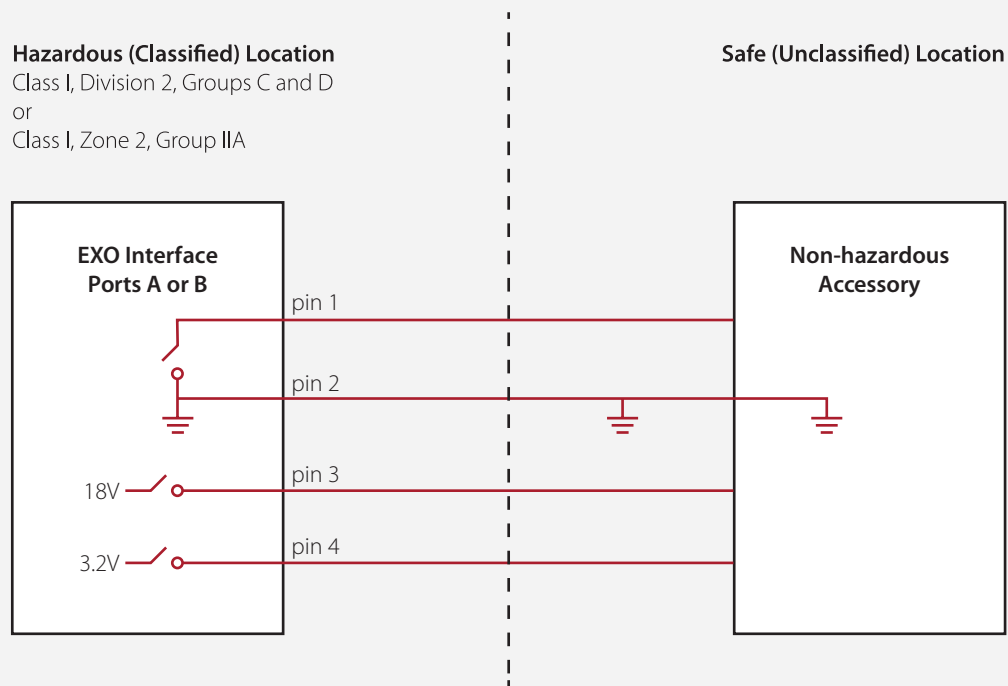 Hazardous (Classified) Location
Class I, Division 2, Groups C and D
or
Class I, Zone 2, Group IIA
Safe (Unclassified) Location
EXO Interface
Ports A or B
pin 1
pin 2
pin 3
18V
pin 4
3.2V
Non-hazardous
Accessory